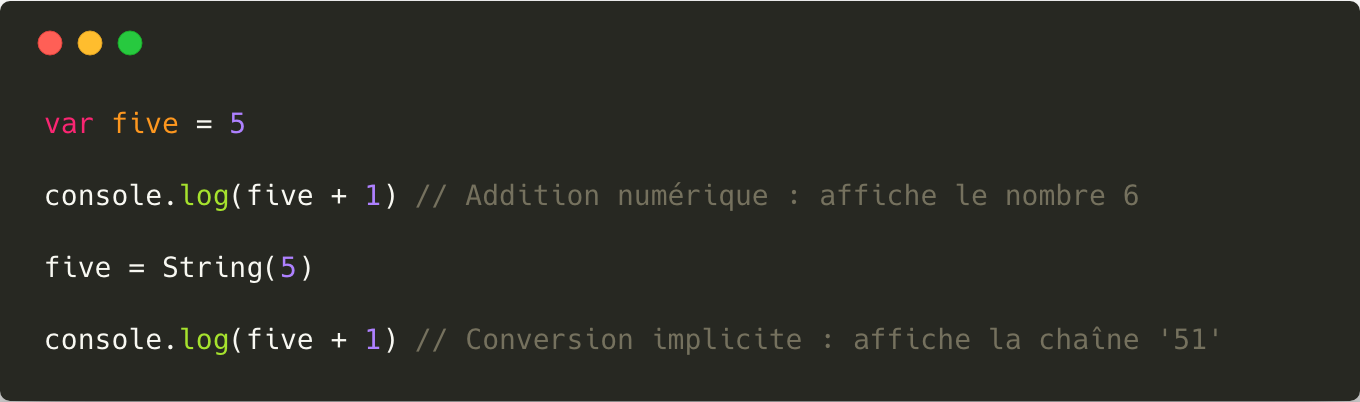 var five = 5
console.log(five + 1) // Addition numérique : affiche le nombre 6
five = String(5)
console.log(five + 1) // Conversion implicite : affiche la chaîne '51'